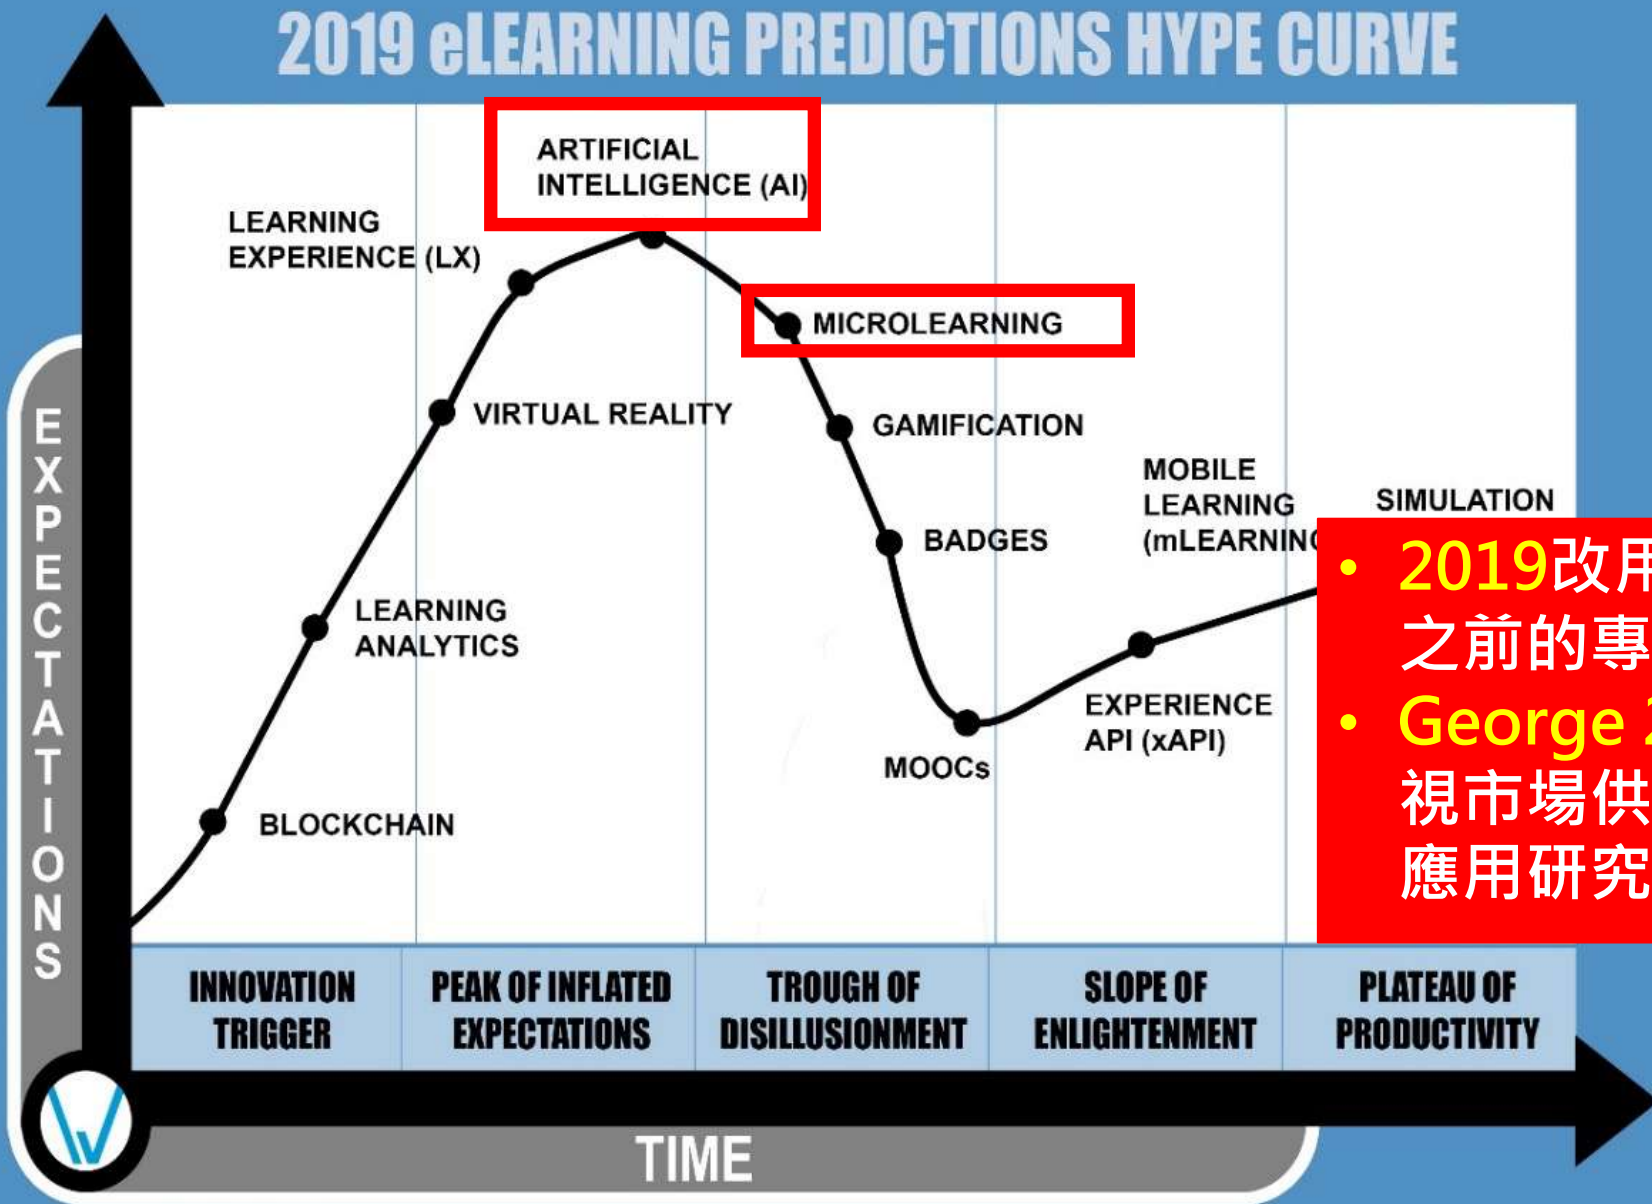 2019 eLEARNING PREDICTIONS HYPE CURVE
ARTIFICIAL
INTELLIGENCE (AI)
LEARNING
EXPERIENCE (LX)
MICROLEARNING
VIRTUAL REALITY
GAMIFICATION
MOBILE
LEARNING
(mLEARNING
SIMULATION
BADGES
LEARNING
ANALYTICS
EXPERIENCE
API (xAPI)
MOOCs
BLOCKCHAIN
• 2019改用
之前的專
• George
視市場供
應用研究
EXPECTATIONS
INNOVATION
TRIGGER
PEAK OF INFLATED
EXPECTATIONS
TROUGH OF
DISILLUSIONMENT
SLOPE OF
ENLIGHTENMENT
PLATEAU OF
PRODUCTIVITY
TIME